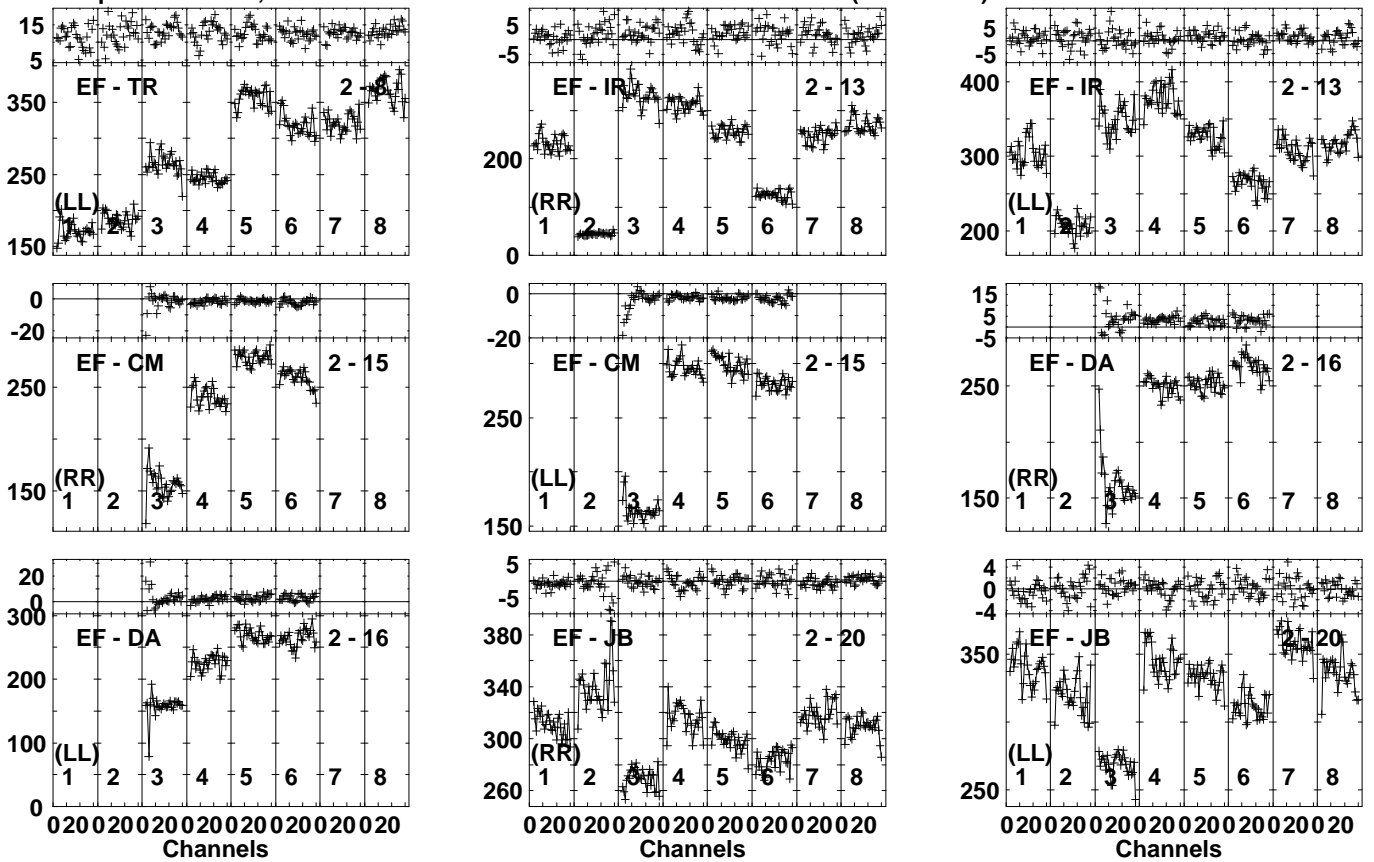 15
5
EF - TR 2 - 8
350
250
(LL)
1 2 3 4 5 6 7 8
150
5
-5
EF - IR 2 - 13
200
(RR)
1 2 3 4 5 6 7 8
0
5
-5
EF - IR 2 - 13
400
300
(LL)
1 2 3 4 5 6 7 8
200
0
-20
EF - CM 2 - 15
250
(RR)
150
1 2 3 4 5 6 7 8
0
-20
EF - CM 2 - 15
250
(LL)
1 2 3 4 5 6 7 8
150
15
5
-5
EF - DA 2 - 16
250
(RR)
150
1 2 3 4 5 6 7 8
20
0
300
EF - DA 2 - 16
200
100
(LL)
1 2 3 4 5 6 7 8
0
0 20 0 20 0 20 0 20 0 20 0 20 0 20 0 20
Channels
5
-5
380
EF - JB 2 - 20
340
300
(RR)
1 2 3 4 5 6 7 8
260
0 20 0 20 0 20 0 20 0 20 0 20 0 20 0 20
Channels
4
0
-4
EF - JB 2 - 20
350
(LL)
1 2 3 4 5 6 7 8
250
0 20 0 20 0 20 0 20 0 20 0 20 0 20 0 20
Channels